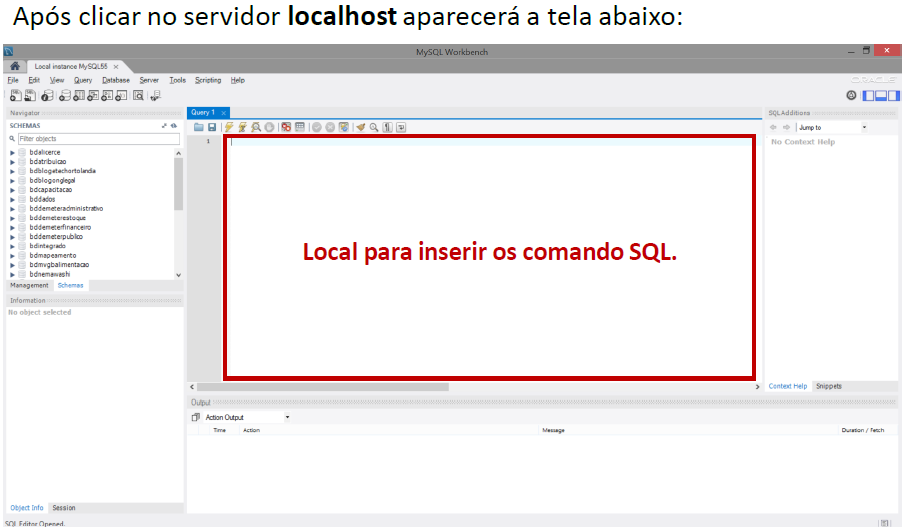 Após clicar no servidor localhost aparecerá a tela abaixo:
MySQL Workbench
Local instance MySQL55
File Edit View Query Database Server Tools Scripting Help
ORACLE
Navigator
Query 1
SQLAdditions
SCHEMAS
Jump to
Filter objects
1
No Context Help
bdalicerce
bdatribuicao
bdblogetechortolandia
bdblogonglegal
bdcapacitacao
bddados
bddemeteradministrativo
bddemeterestoque
bddemeterfinanceiro
bddemeterpublico
bdintegrado
bdmapeamento
bdmvgbalimentacao
bdnemawashi
Local para inserir os comando SQL.
Management Schemas
Information
No object selected
Context Help Snippets
Output
Action Output
Time Action Message Duration / Fetch
Object Info Session
SQL Editor Opened.